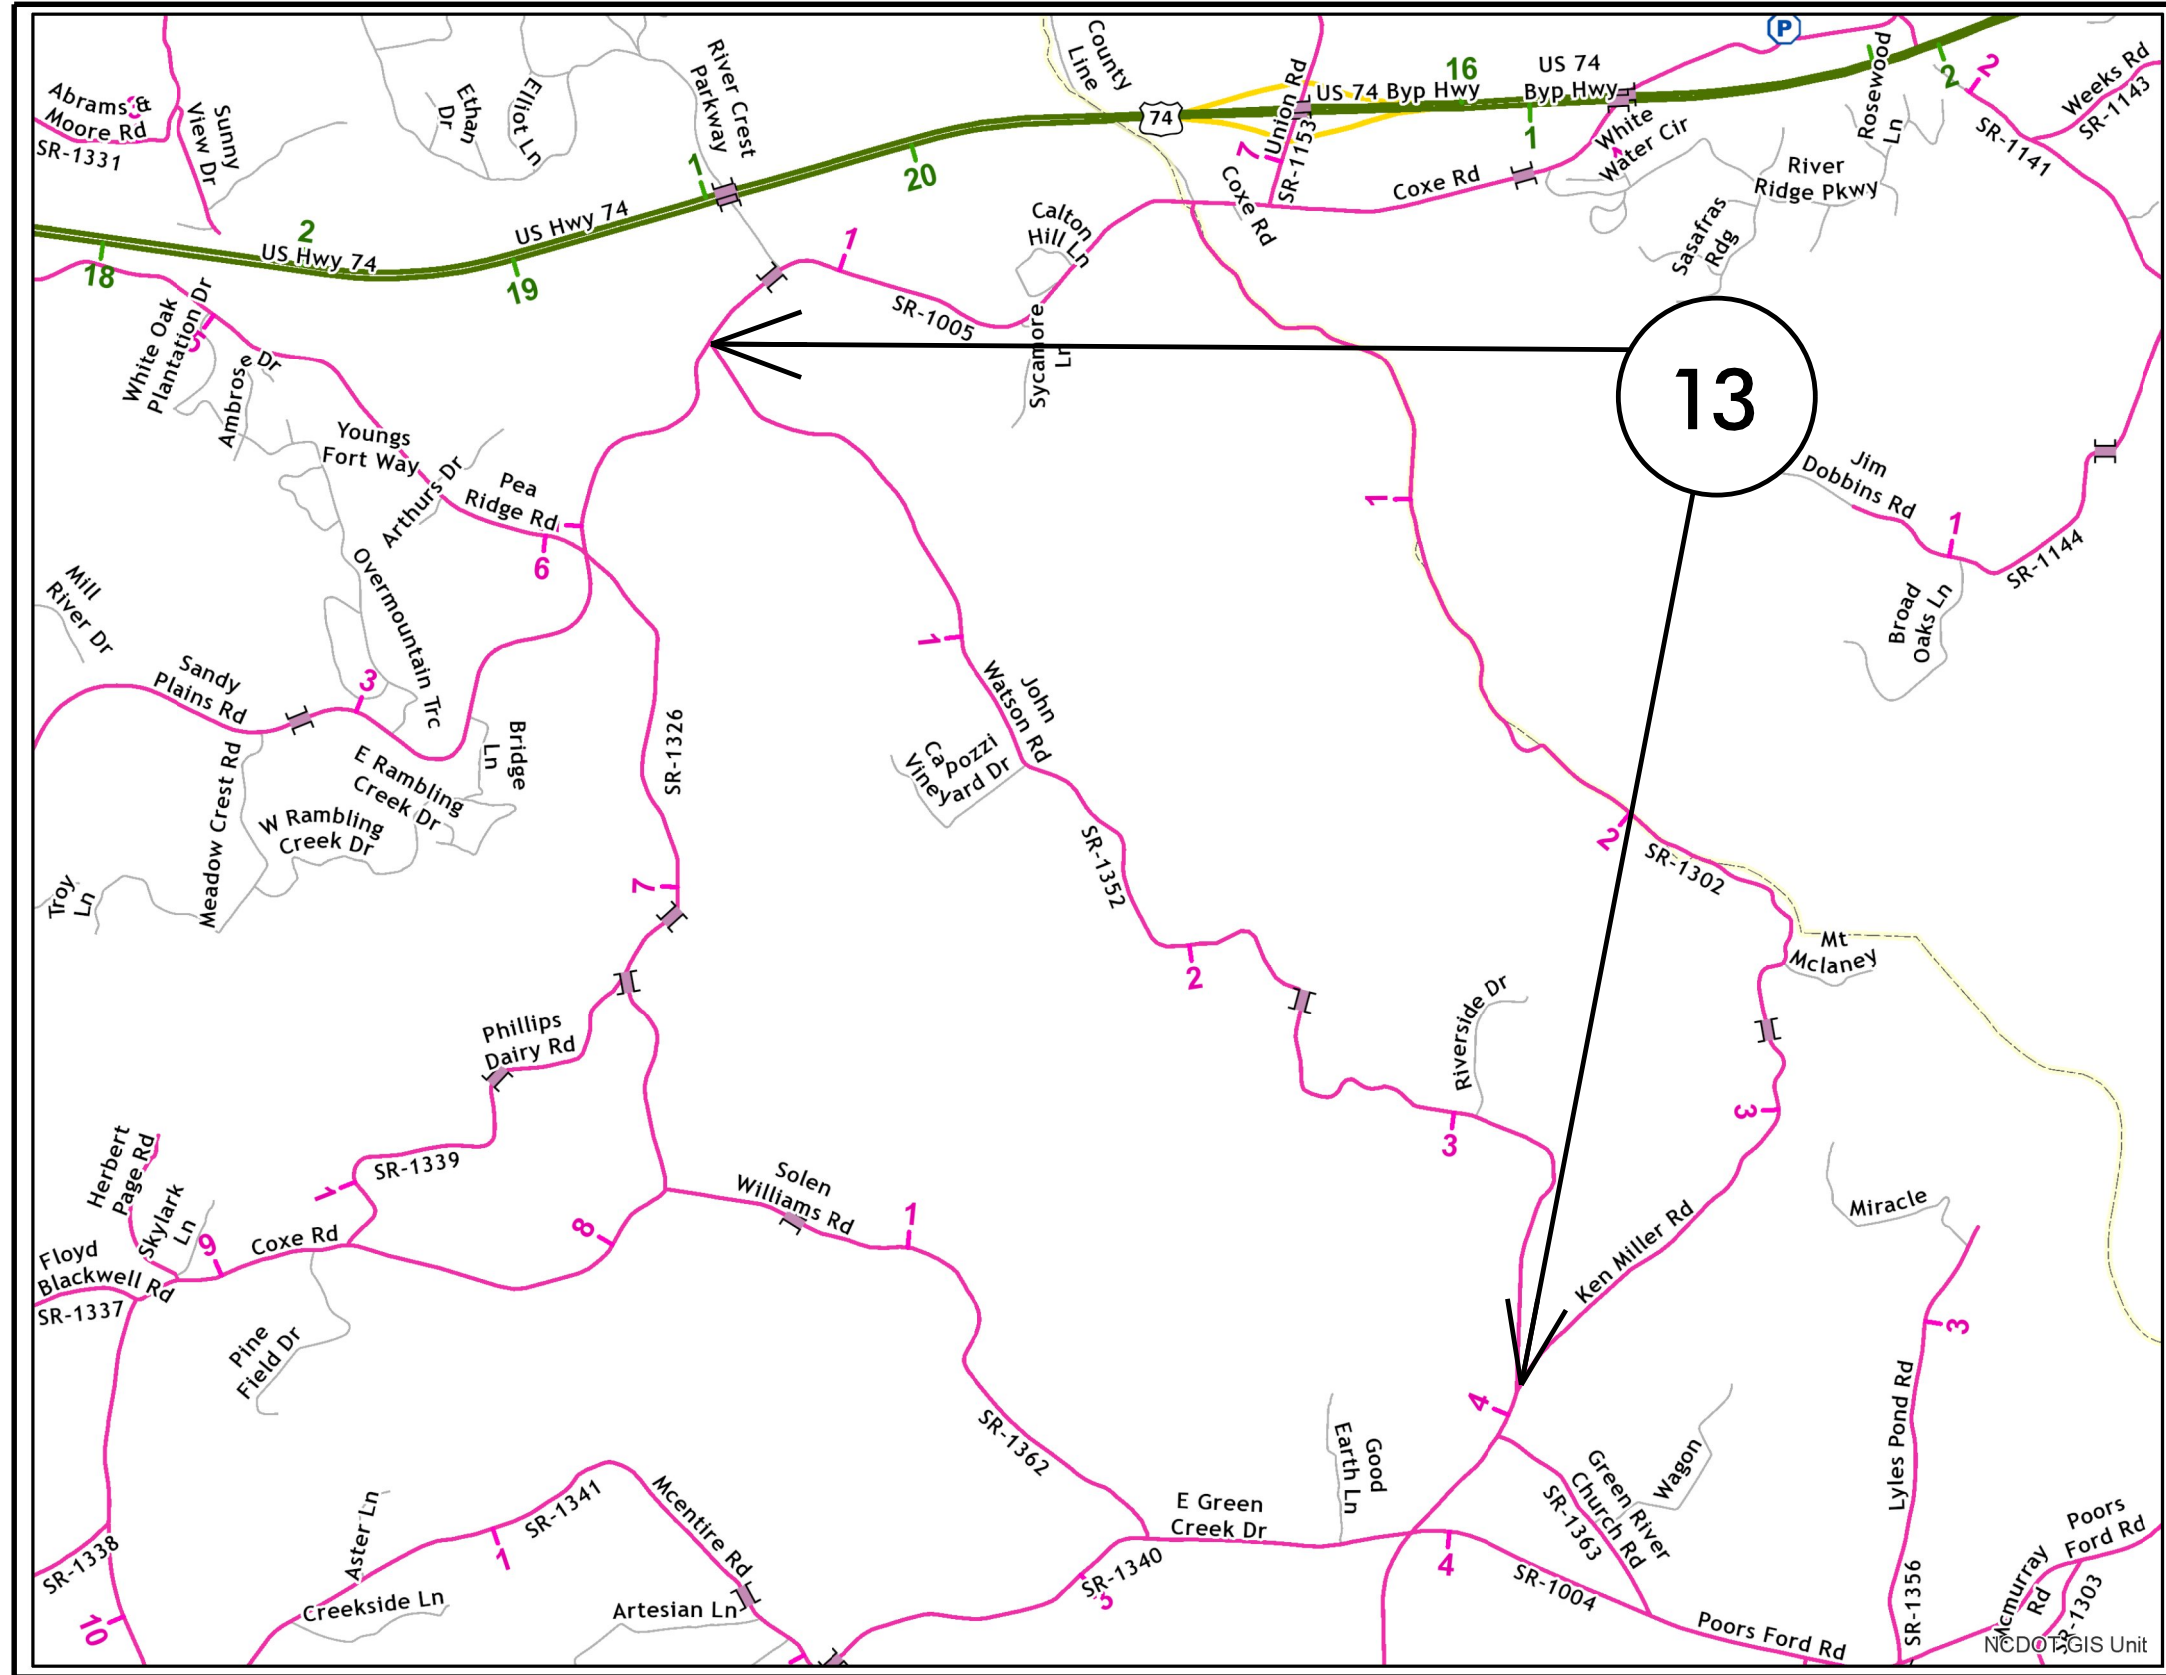 P
County
Line
River Crest
Parkway
Ethan
Dr
Elliot Ln
Sunny
View Dr
Abrams &
Moore Rd
SR-1331
3
Union Rd
SR-1153
7
16
US 74 Byp Hwy
US 74
Byp Hwy
74
1
White
Water Cir
Rosewood
Ln
2
2
Weeks Rd
SR-1143
SR-1141
River
Ridge Pkwy
Sasafras
Rdg
Coxe Rd
Coxe Rd
1
20
US Hwy 74
2
US Hwy 74
18
19
1
Calton
Hill Ln
SR-1005
Sycamore
Ln
White Oak
Plantation Dr
5
Ambrose Dr
13
Youngs
Fort Way
Arthurs Dr
Pea
Ridge Rd
6
1
Jim
Dobbins Rd
1
SR-1144
Broad
Oaks Ln
Mill
River Dr
Overmountain Trc
Sandy
Plains Rd
3
Bridge
Ln
E Rambling
Creek Dr
W Rambling
Creek Dr
Meadow Crest Rd
Troy
Ln
SR-1326
7
1
John
Watson Rd
Capozzi
Vineyard Dr
SR-1352
2
2
SR-1302
Mt
Mclaney
Riverside Dr
3
3
Phillips
Dairy Rd
SR-1339
1
Herbert
Page Rd
Skylark
Ln
9
Coxe Rd
8
Floyd
Blackwell Rd
SR-1337
Pine
Field Dr
Solen
Williams Rd
1
Ken Miller Rd
Miracle
3
Lyles Pond Rd
SR-1356
4
SR-1362
Good
Earth Ln
Green River
Church Rd
SR-1363
Wagon
E Green
Creek Dr
SR-1340
5
4
SR-1004
Poors Ford Rd
Poors
Ford Rd
Mcmurray
Rd
SR-1303
Aster Ln
SR-1341
1
Mcentire Rd
Creekside Ln
Artesian Ln
SR-1338
10
NCDOT GIS Unit